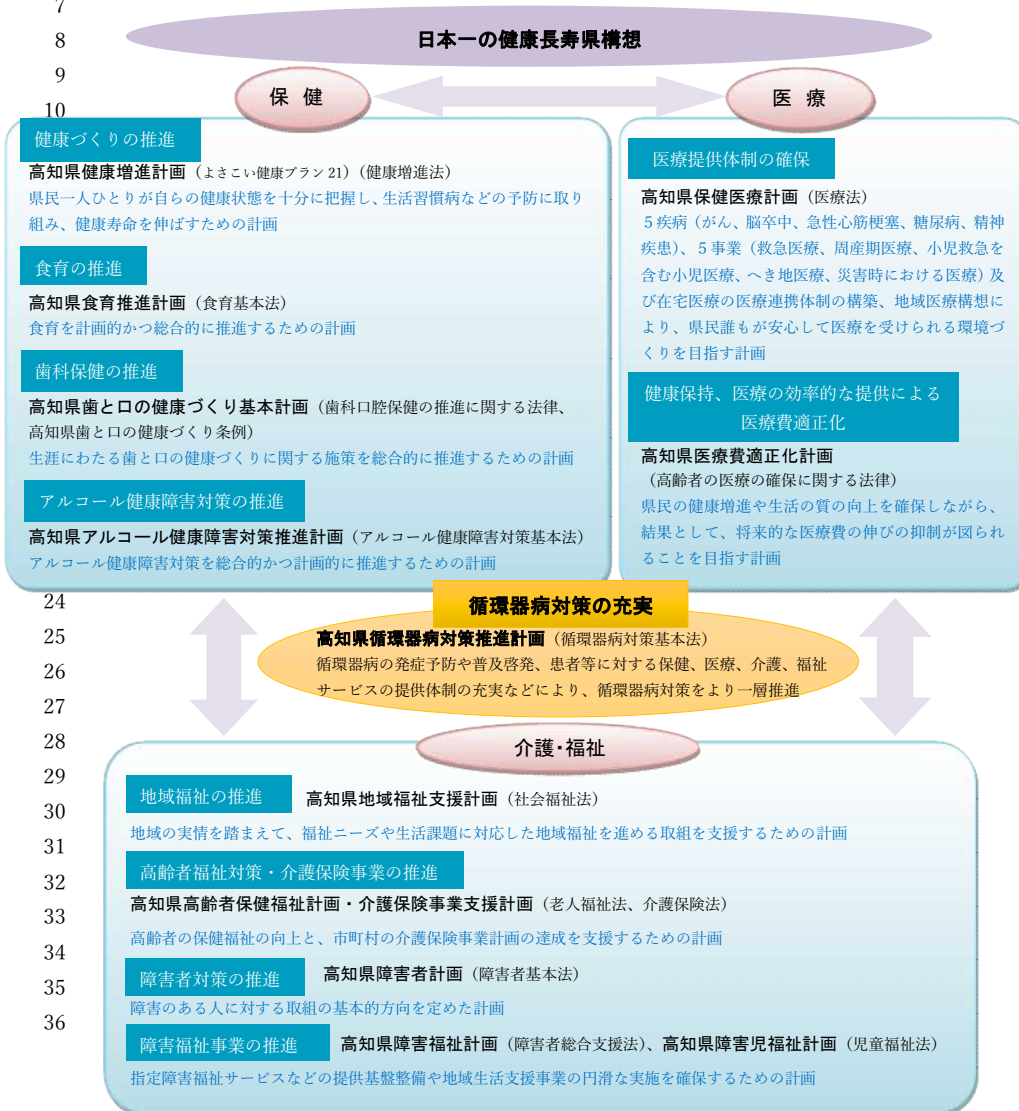 7
8
日本一の健康長寿県構想
9
保 健
医 療
10
健康づくりの推進
高知県健康増進計画（よさこい健康プラン 21）（健康増進法）
県民一人ひとりが自らの健康状態を十分に把握し、生活習慣病などの予防に取り
組み、健康寿命を伸ばすための計画
食育の推進
高知県食育推進計画（食育基本法）
食育を計画的かつ総合的に推進するための計画
歯科保健の推進
高知県歯と口の健康づくり基本計画（歯科口腔保健の推進に関する法律、
高知県歯と口の健康づくり条例）
生涯にわたる歯と口の健康づくりに関する施策を総合的に推進するための計画
アルコール健康障害対策の推進
高知県アルコール健康障害対策推進計画（アルコール健康障害対策基本法）
アルコール健康障害対策を総合的かつ計画的に推進するための計画
医療提供体制の確保
高知県保健医療計画（医療法）
５疾病（がん、脳卒中、急性心筋梗塞、糖尿病、精神
疾患）、５事業（救急医療、周産期医療、小児救急を
含む小児医療、へき地医療、災害時における医療）及
び在宅医療の医療連携体制の構築、地域医療構想に
より、県民誰もが安心して医療を受けられる環境づ
くりを目指す計画
健康保持、医療の効率的な提供による
医療費適正化
高知県医療費適正化計画
（高齢者の医療の確保に関する法律）
県民の健康増進や生活の質の向上を確保しながら、
結果として、将来的な医療費の伸びの抑制が図られ
ることを目指す計画
24
循環器病対策の充実
25
高知県循環器病対策推進計画（循環器病対策基本法）
26
循環器病の発症予防や普及啓発、患者等に対する保健、医療、介護、福祉
サービスの提供体制の充実などにより、循環器病対策をより一層推進
27
28
介護・福祉
29
地域福祉の推進 高知県地域福祉支援計画（社会福祉法）
30
地域の実情を踏まえて、福祉ニーズや生活課題に対応した地域福祉を進める取組を支援するための計画
31
高齢者福祉対策・介護保険事業の推進
32
高知県高齢者保健福祉計画・介護保険事業支援計画（老人福祉法、介護保険法）
33
高齢者の保健福祉の向上と、市町村の介護保険事業計画の達成を支援するための計画
34
障害者対策の推進 高知県障害者計画（障害者基本法）
35
障害のある人に対する取組の基本的方向を定めた計画
36
障害福祉事業の推進 高知県障害福祉計画（障害者総合支援法）、高知県障害児福祉計画（児童福祉法）
指定障害福祉サービスなどの提供基盤整備や地域生活支援事業の円滑な実施を確保するための計画